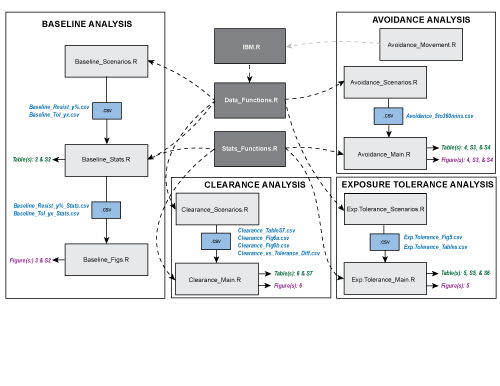 BASELINE ANALYSIS
Baseline_Scenarios.R
Baseline_Resist_y%.csv
Baseline_Tol_yx.csv
.CSV
Table(s): 2 & S2
Baseline_Stats.R
Baseline_Resist_y%_Stats.csv
Baseline_Tol_yx_Stats.csv
.CSV
Figure(s): 3 & S2
Baseline_Figs.R
IBM.R
Data_Functions.R
Stats_Functions.R
AVOIDANCE ANALYSIS
Avoidance_Movement.R
Avoidance_Scenarios.R
.CSV
Avoidance_5to360mins.csv
Avoidance_Main.R
Table(s): 4, S3, & S4
Figure(s): 4, S3, & S4
CLEARANCE ANALYSIS
Clearance_Scenarios.R
.CSV
Clearance_TableS7.csv
Clearance_Fig6a.csv
Clearance_Fig6b.csv
Clearance_vs_Tolerance_Diff.csv
Clearance_Main.R
Table(s): 6 & S7
Figure(s): 6
EXPOSURE TOLERANCE ANALYSIS
Exp.Tolerance_Scenarios.R
.CSV
Exp.Tolerance_Fig5.csv
Exp.Tolerance_Tables.csv
Exp.Tolerance_Main.R
Table(s): 5, S5, & S6
Figure(s): 5